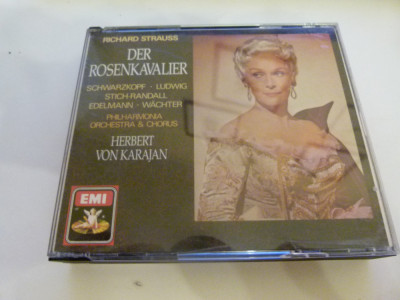 RICHARD STRAUSS
DER
ROSENKAVALIER
SCHWARZKOPF · LUDWIG
STICH-RANDALL
EDELMANN · WÄCHTER
PHILHARMONIA
ORCHESTRA & CHORUS
HERBERT
VON KARAJAN
EMI